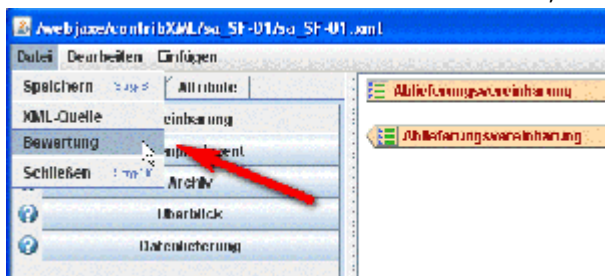 /webjaxe/contribXML/sa_SF-01/sa_SF-01.xml
Datei Bearbeiten Einfügen
Speichern
Attribute
Ablieferungsvereinbarung
XML-Quelle
einbarung
Bewertung
Ablieferungsvereinbarung
Schließen
Archiv
Überblick
Datenlieferung